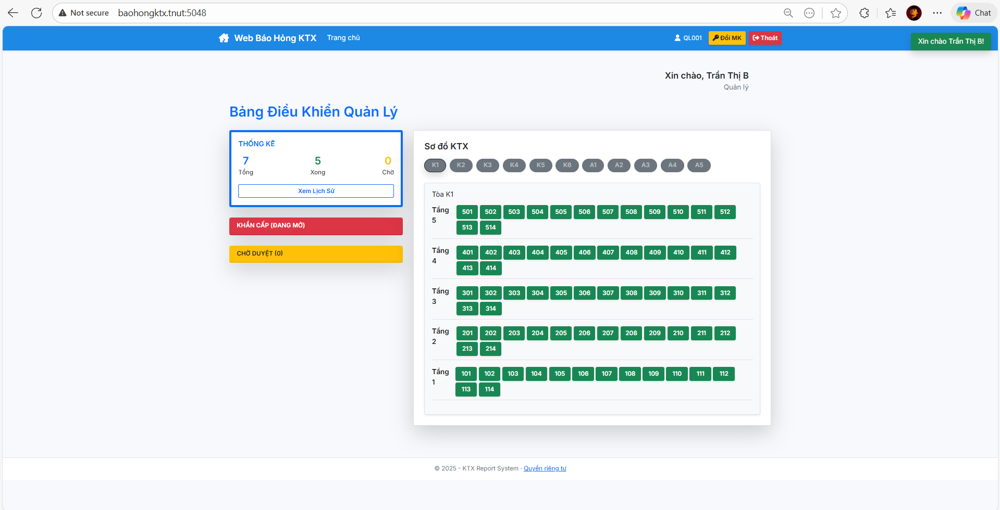 Not secure baohongktx.tnut:5048 Chat
Web Báo Hỏng KTX Trang chủ QL001 Đổi MK Thoát
Xin chào Trần Thị B!
Xin chào, Trần Thị B
Quản lý
Bảng Điều Khiển Quản Lý
THỐNG KÊ
7 5 0
Tổng Xong Chờ
Xem Lịch Sử
KHẨN CẤP (ĐANG MỞ)
CHỜ DUYỆT (0)
Sơ đồ KTX
K1 K2 K3 K4 K5 K6 A1 A2 A3 A4 A5
Tòa K1
Tầng 501 502 503 504 505 506 507 508 509 510 511 512
5 513 514
Tầng 401 402 403 404 405 406 407 408 409 410 411 412
4 413 414
Tầng 301 302 303 304 305 306 307 308 309 310 311 312
3 313 314
Tầng 201 202 203 204 205 206 207 208 209 210 211 212
2 213 214
Tầng 101 102 103 104 105 106 107 108 109 110 111 112
1 113 114
© 2025 - KTX Report System · Quyền riêng tư